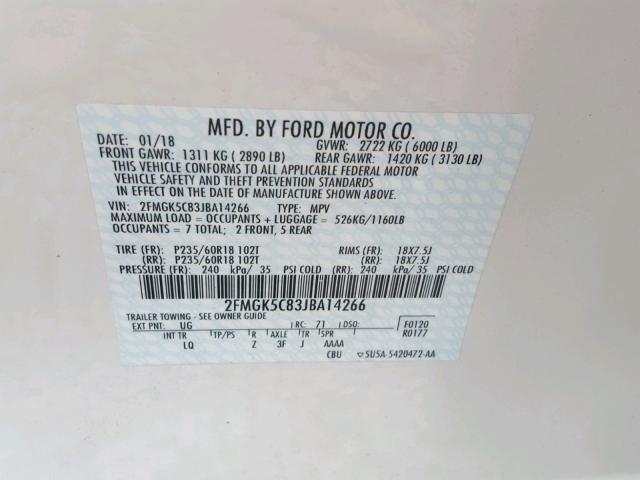 MFD. BY FORD MOTOR CO.
DATE: 01/18 GVWR: 2722 KG ( 6000 LB)
FRONT GAWR: 1311 KG ( 2890 LB) REAR GAWR: 1420 KG ( 3130 LB)
THIS VEHICLE CONFORMS TO ALL APPLICABLE FEDERAL MOTOR
VEHICLE SAFETY AND THEFT PREVENTION STANDARDS
IN EFFECT ON THE DATE OF MANUFACTURE SHOWN ABOVE.
VIN: 2FMGK5C83JBA14266 TYPE: MPV
MAXIMUM LOAD = OCCUPANTS + LUGGAGE = 526KG/1160LB
OCCUPANTS = 7 TOTAL; 2 FRONT, 5 REAR
TIRE (FR): P235/60R18 102T RIMS (FR): 18X7.5J
(RR): P235/60R18 102T (RR): 18X7.5J
PRESSURE (FR): 240 kPa/ 35 PSI COLD (RR): 240 kPa/ 35 PSI COLD
2FMGK5C83JBA14266
TRAILER TOWING - SEE OWNER GUIDE
EXT PNT: UG RC: 71 DSO: F0120
R0177
INT TR TP/PS R AXLE TR SPR
LQ Z 3F J AAAA
CBU 5U5A-5420472-AA